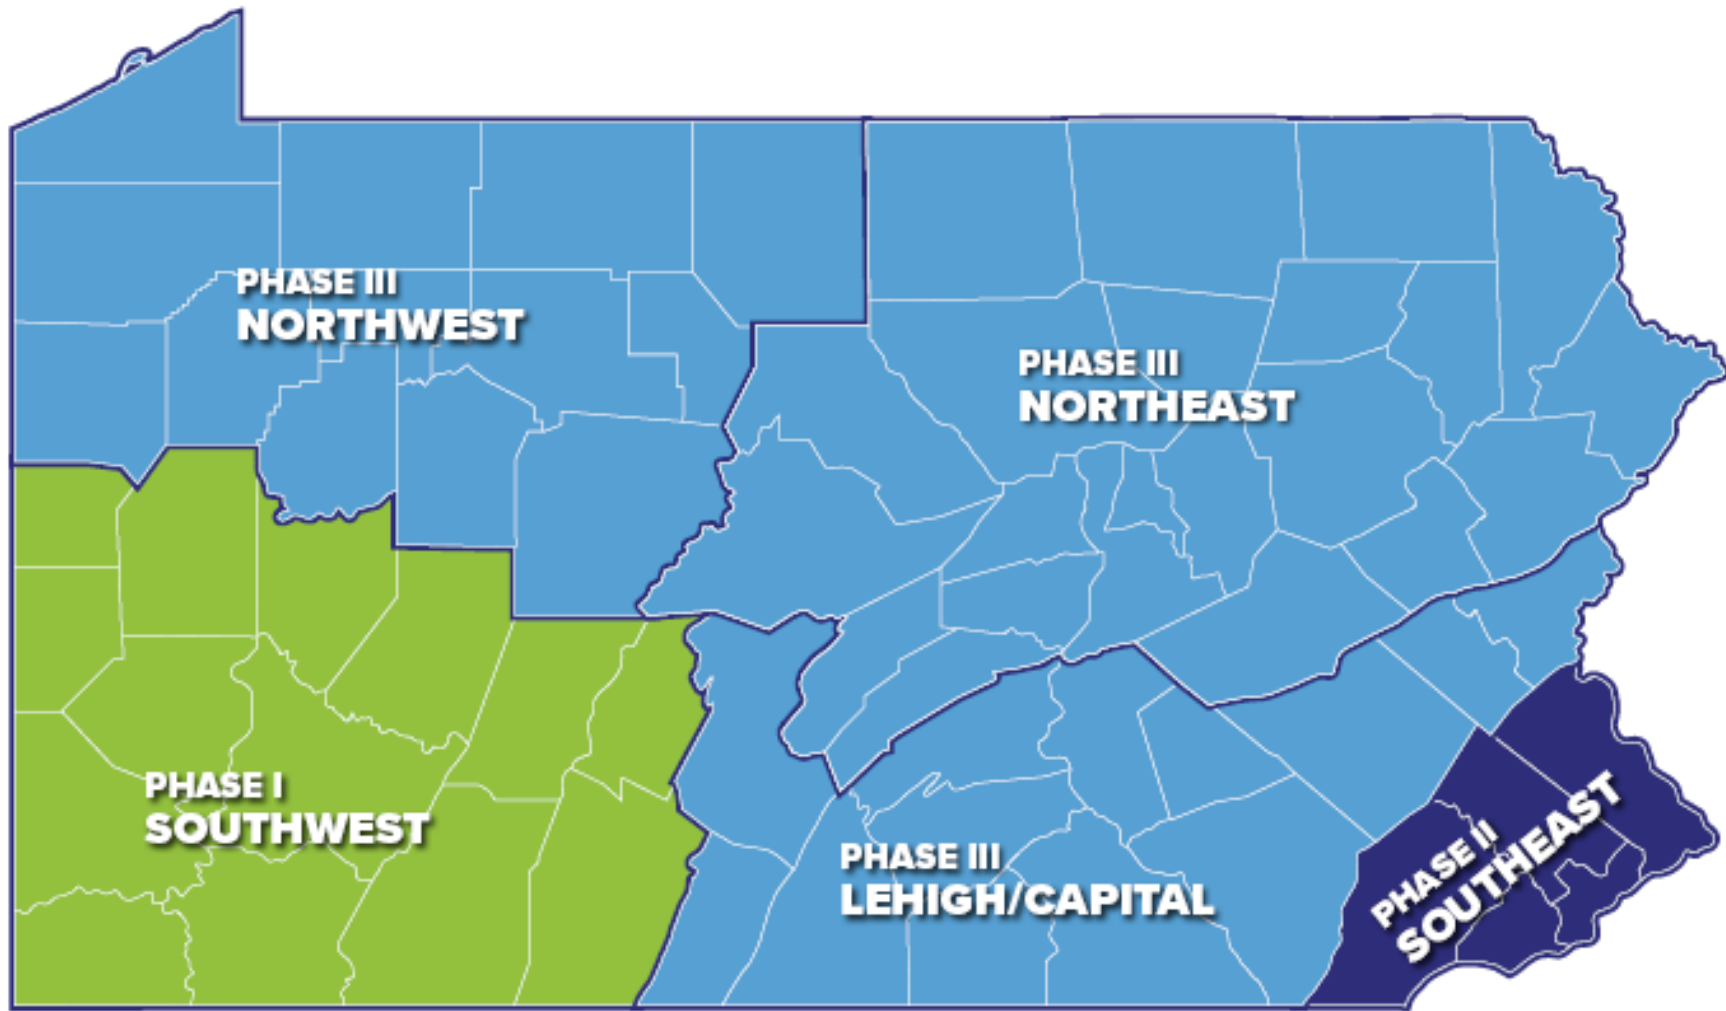 PHASE III
NORTHWEST
PHASE III
NORTHEAST
PHASE I
SOUTHWEST
PHASE III
LEHIGH/CAPITAL
PHASE II
SOUTHEAST